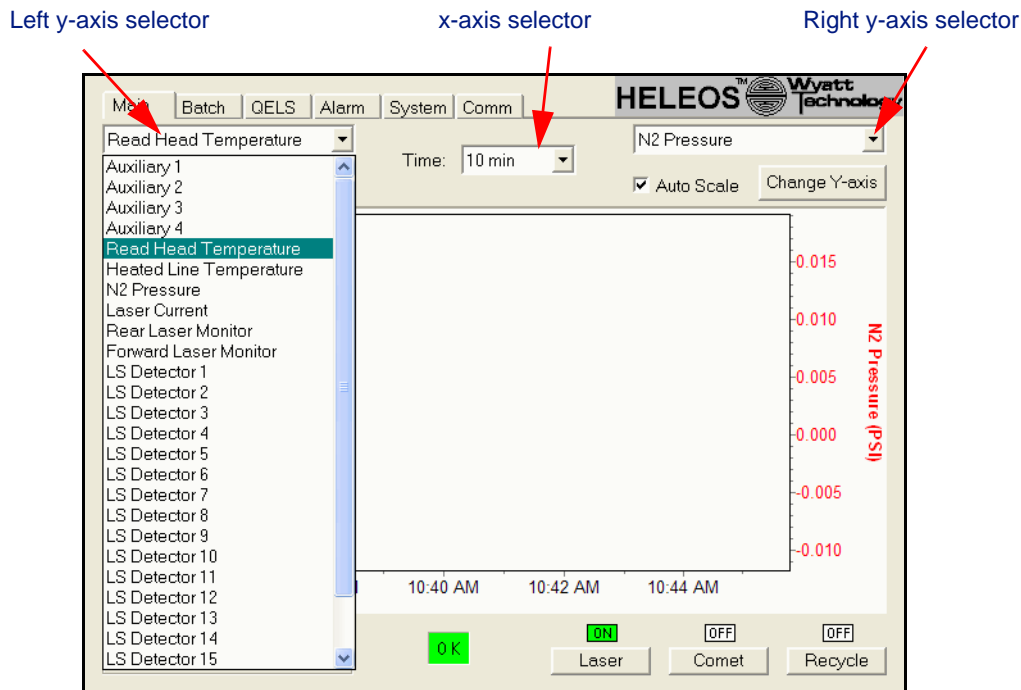 Left y-axis selector
x-axis selector
Right y-axis selector
HELEOS™
Wyatt
Technology
Main
Batch
QELS
Alarm
System
Comm
Read Head Temperature
Time:
10 min
N2 Pressure
Auto Scale
Change Y-axis
Auxiliary 1
Auxiliary 2
Auxiliary 3
Auxiliary 4
Read Head Temperature
Heated Line Temperature
N2 Pressure
Laser Current
Rear Laser Monitor
Forward Laser Monitor
LS Detector 1
LS Detector 2
LS Detector 3
LS Detector 4
LS Detector 5
LS Detector 6
LS Detector 7
LS Detector 8
LS Detector 9
LS Detector 10
LS Detector 11
LS Detector 12
LS Detector 13
LS Detector 14
LS Detector 15
0.015
0.010
0.005
0.000
-0.005
-0.010
N2 Pressure (PSI)
10:40 AM
10:42 AM
10:44 AM
OK
ON
OFF
OFF
Laser
Comet
Recycle